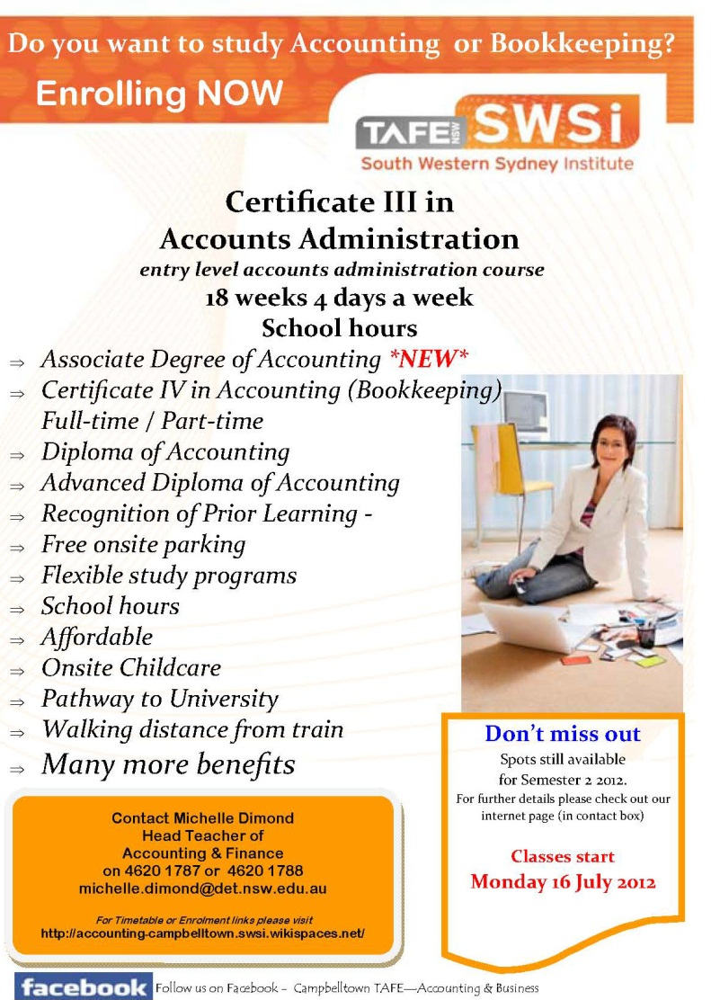 Do you want to study Accounting or Bookkeeping?
Enrolling NOW
TAFE NSW SWSi
South Western Sydney Institute
Certificate III in
Accounts Administration
entry level accounts administration course
18 weeks 4 days a week
School hours
⇒ Associate Degree of Accounting *NEW*
⇒ Certificate IV in Accounting (Bookkeeping)
Full-time / Part-time
⇒ Diploma of Accounting
⇒ Advanced Diploma of Accounting
⇒ Recognition of Prior Learning -
⇒ Free onsite parking
⇒ Flexible study programs
⇒ School hours
⇒ Affordable
⇒ Onsite Childcare
⇒ Pathway to University
⇒ Walking distance from train
⇒ Many more benefits
Don't miss out
Spots still available
for Semester 2 2012.
For further details please check out our
internet page (in contact box)
Classes start
Monday 16 July 2012
Contact Michelle Dimond
Head Teacher of
Accounting & Finance
on 4620 1787 or 4620 1788
michelle.dimond@det.nsw.edu.au
For Timetable or Enrolment links please visit
http://accounting-campbelltown.swsi.wikispaces.net/
facebook Follow us on Facebook - Campbelltown TAFE—Accounting & Business